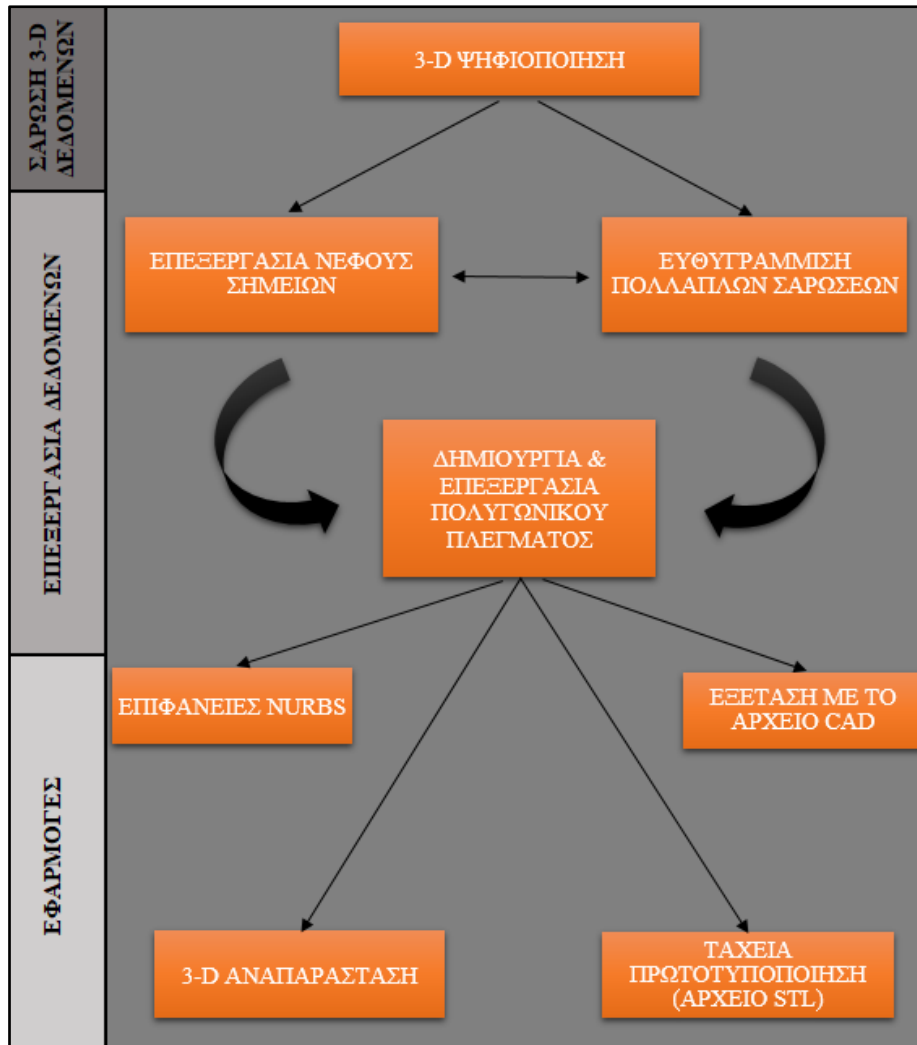 ΣΑΡΩΣΗ 3-D
ΔΕΔΟΜΕΝΩΝ
3-D ΨΗΦΙΟΠΟΙΗΣΗ
ΕΠΕΞΕΡΓΑΣΙΑ ΔΕΔΟΜΕΝΩΝ
ΕΠΕΞΕΡΓΑΣΙΑ ΝΕΦΟΥΣ
ΣΗΜΕΙΩΝ
ΕΥΘΥΓΡΑΜΜΙΣΗ
ΠΟΛΛΑΠΛΩΝ ΣΑΡΩΣΕΩΝ
ΔΗΜΙΟΥΡΓΙΑ &
ΕΠΕΞΕΡΓΑΣΙΑ
ΠΟΛΥΓΩΝΙΚΟΥ
ΠΛΕΓΜΑΤΟΣ
ΕΦΑΡΜΟΓΕΣ
ΕΠΙΦΑΝΕΙΕΣ NURBS
ΕΞΕΤΑΣΗ ΜΕ ΤΟ
ΑΡΧΕΙΟ CAD
3-D ΑΝΑΠΑΡΑΣΤΑΣΗ
ΤΑΧΕΙΑ
ΠΡΩΤΟΤΥΠΟΠΟΙΗΣΗ
(ΑΡΧΕΙΟ STL)